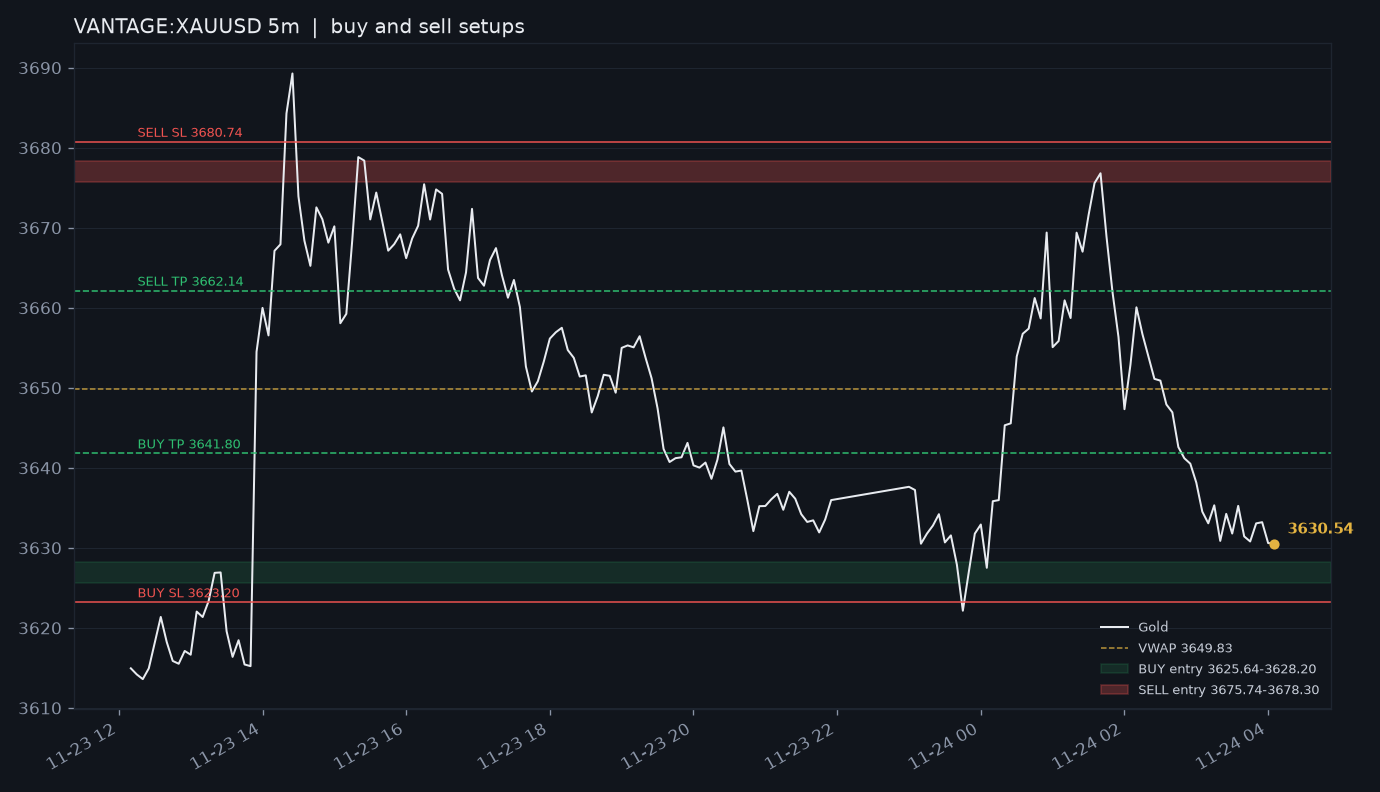 VANTAGE:XAUUSD 5m | buy and sell setups
3690
SELL SL 3680.74
3680
3670
SELL TP 3662.14
3660
3650
BUY TP 3641.80
3640
3630.54
3630
BUY SL 3623.20
3620
3610
Gold
VWAP 3649.83
BUY entry 3625.64-3628.20
SELL entry 3675.74-3678.30
11-23 12
11-23 14
11-23 16
11-23 18
11-23 20
11-23 22
11-24 00
11-24 02
11-24 04